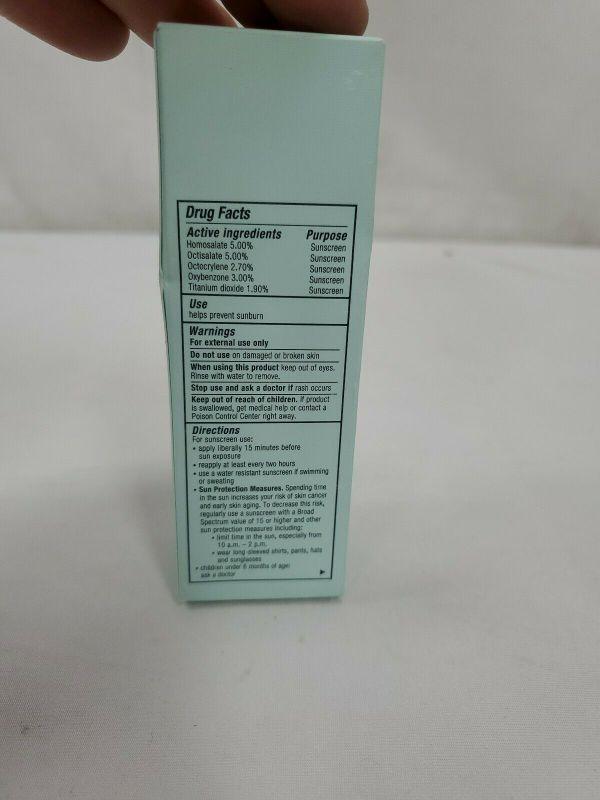 Drug Facts
Active ingredients Purpose
Homosalate 5.00% Sunscreen
Octisalate 5.00% Sunscreen
Octocrylene 2.70% Sunscreen
Oxybenzone 3.00% Sunscreen
Titanium dioxide 1.90% Sunscreen
Use
helps prevent sunburn
Warnings
For external use only
Do not use on damaged or broken skin
When using this product keep out of eyes.
Rinse with water to remove.
Stop use and ask a doctor if rash occurs
Keep out of reach of children. If product
is swallowed, get medical help or contact a
Poison Control Center right away.
Directions
For sunscreen use:
• apply liberally 15 minutes before
sun exposure
• reapply at least every two hours
• use a water resistant sunscreen if swimming
or sweating
• Sun Protection Measures. Spending time
in the sun increases your risk of skin cancer
and early skin aging. To decrease this risk,
regularly use a sunscreen with a Broad
Spectrum value of 15 or higher and other
sun protection measures including:
• limit time in the sun, especially from
10 a.m. – 2 p.m.
• wear long-sleeved shirts, pants, hats
and sunglasses
• children under 6 months of age:
ask a doctor